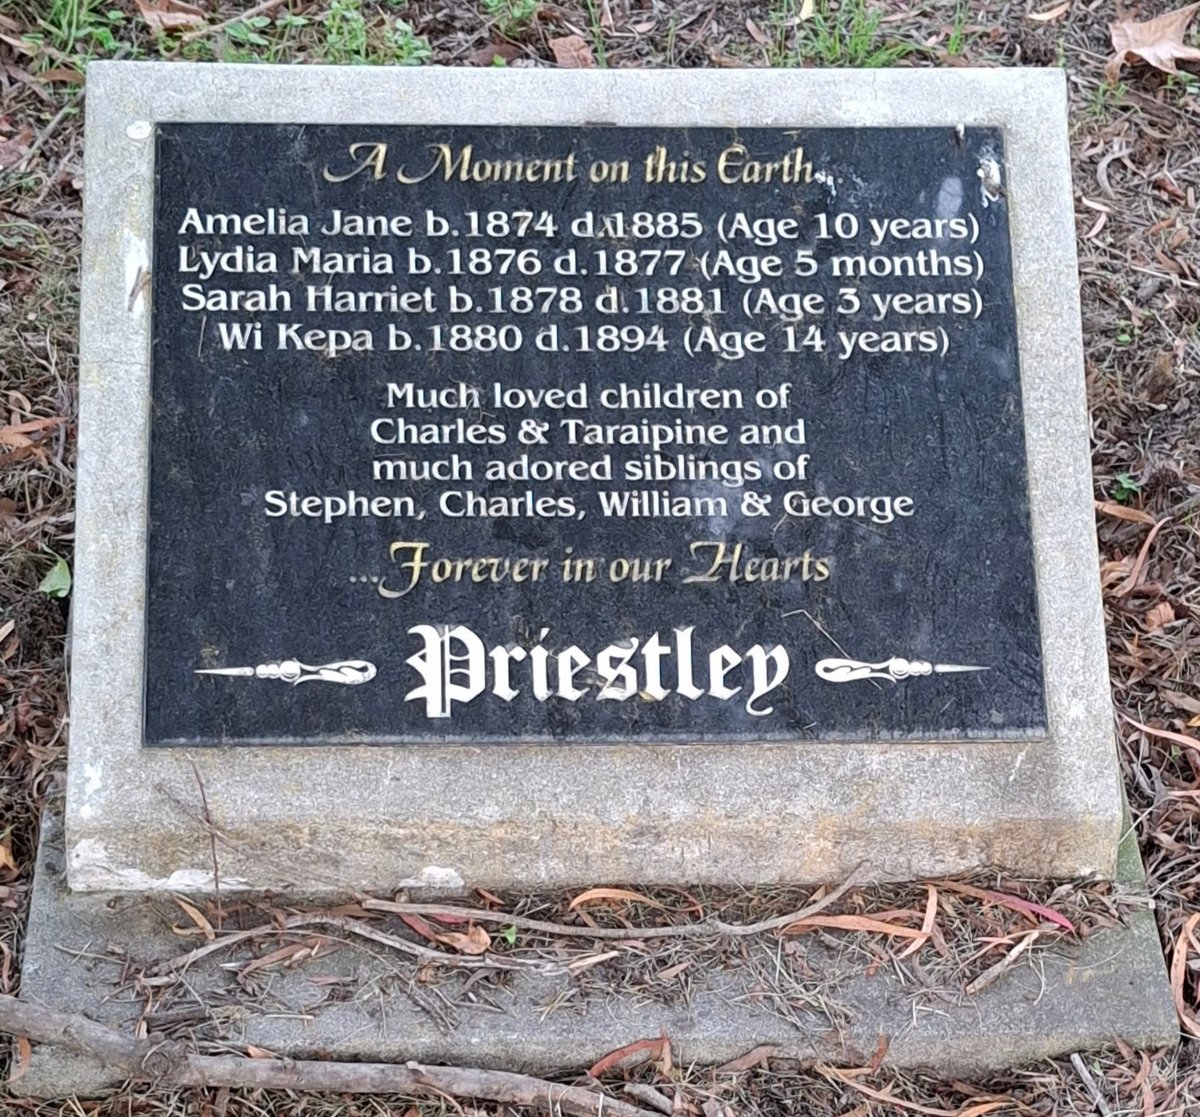 A Moment on this Earth...
Amelia Jane b.1874 d.1885 (Age 10 years)
Lydia Maria b.1876 d.1877 (Age 5 months)
Sarah Harriet b.1878 d.1881 (Age 3 years)
Wi Kepa b.1880 d.1894 (Age 14 years)
Much loved children of
Charles & Taraipine and
much adored siblings of
Stephen, Charles, William & George
...Forever in our Hearts
Priestley